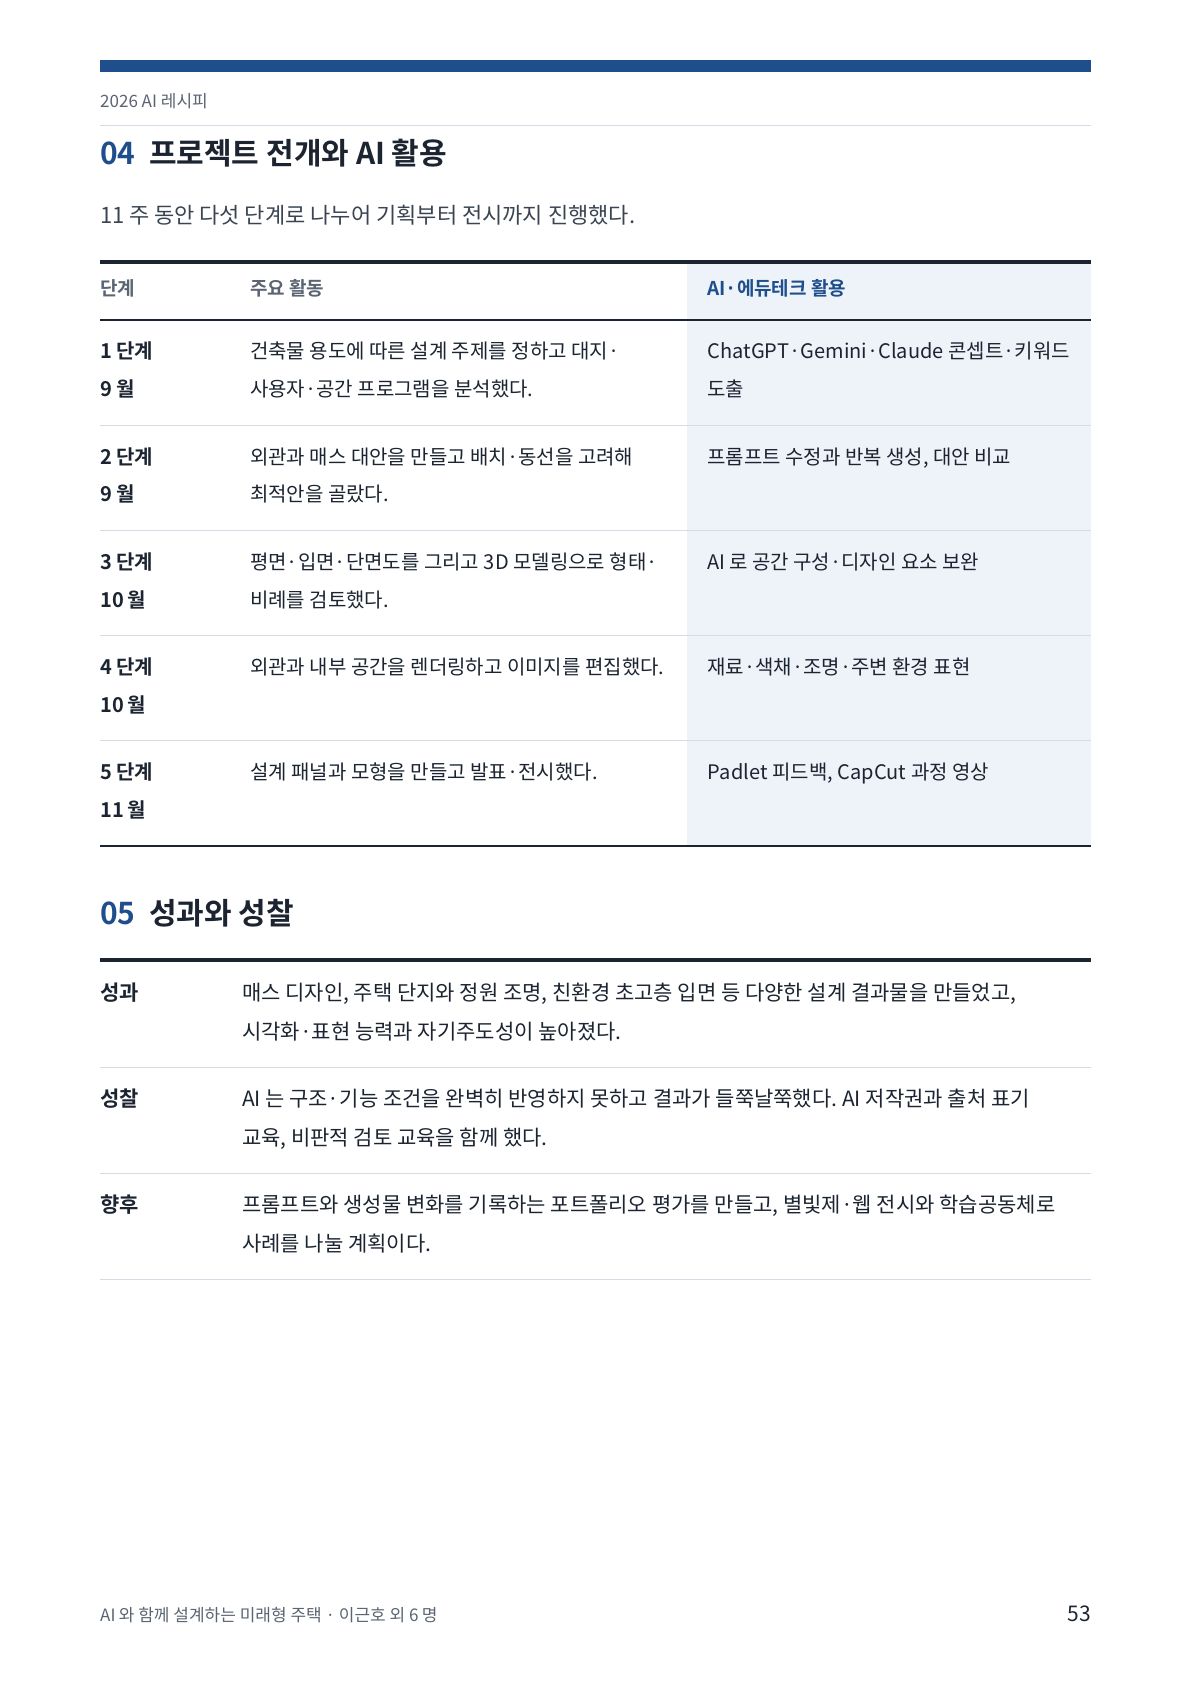 2026 AI 레시피
04 프로젝트 전개와 AI 활용
11 주 동안 다섯 단계로 나누어 기획부터 전시까지 진행했다.
단계 주요 활동 AI·에듀테크 활용
1 단계 건축물 용도에 따른 설계 주제를 정하고 대지· ChatGPT·Gemini·Claude 콘셉트·키워드
9 월 사용자·공간 프로그램을 분석했다. 도출
2 단계 외관과 매스 대안을 만들고 배치·동선을 고려해 프롬프트 수정과 반복 생성, 대안 비교
9 월 최적안을 골랐다.
3 단계 평면·입면·단면도를 그리고 3D 모델링으로 형태· AI 로 공간 구성·디자인 요소 보완
10 월 비례를 검토했다.
4 단계 외관과 내부 공간을 렌더링하고 이미지를 편집했다. 재료·색채·조명·주변 환경 표현
10 월
5 단계 설계 패널과 모형을 만들고 발표·전시했다. Padlet 피드백, CapCut 과정 영상
11 월
05 성과와 성찰
성과 매스 디자인, 주택 단지와 정원 조명, 친환경 초고층 입면 등 다양한 설계 결과물을 만들었고,
시각화·표현 능력과 자기주도성이 높아졌다.
성찰 AI 는 구조·기능 조건을 완벽히 반영하지 못하고 결과가 들쭉날쭉했다. AI 저작권과 출처 표기
교육, 비판적 검토 교육을 함께 했다.
향후 프롬프트와 생성물 변화를 기록하는 포트폴리오 평가를 만들고, 별빛제·웹 전시와 학습공동체로
사례를 나눌 계획이다.
AI 와 함께 설계하는 미래형 주택 · 이근호 외 6 명 53